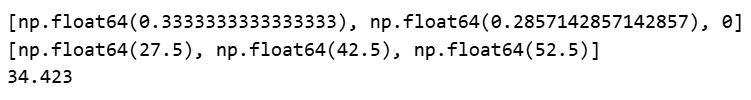 [np.float64(0.3333333333333333), np.float64(0.2857142857142857), 0]
[np.float64(27.5), np.float64(42.5), np.float64(52.5)]
34.423